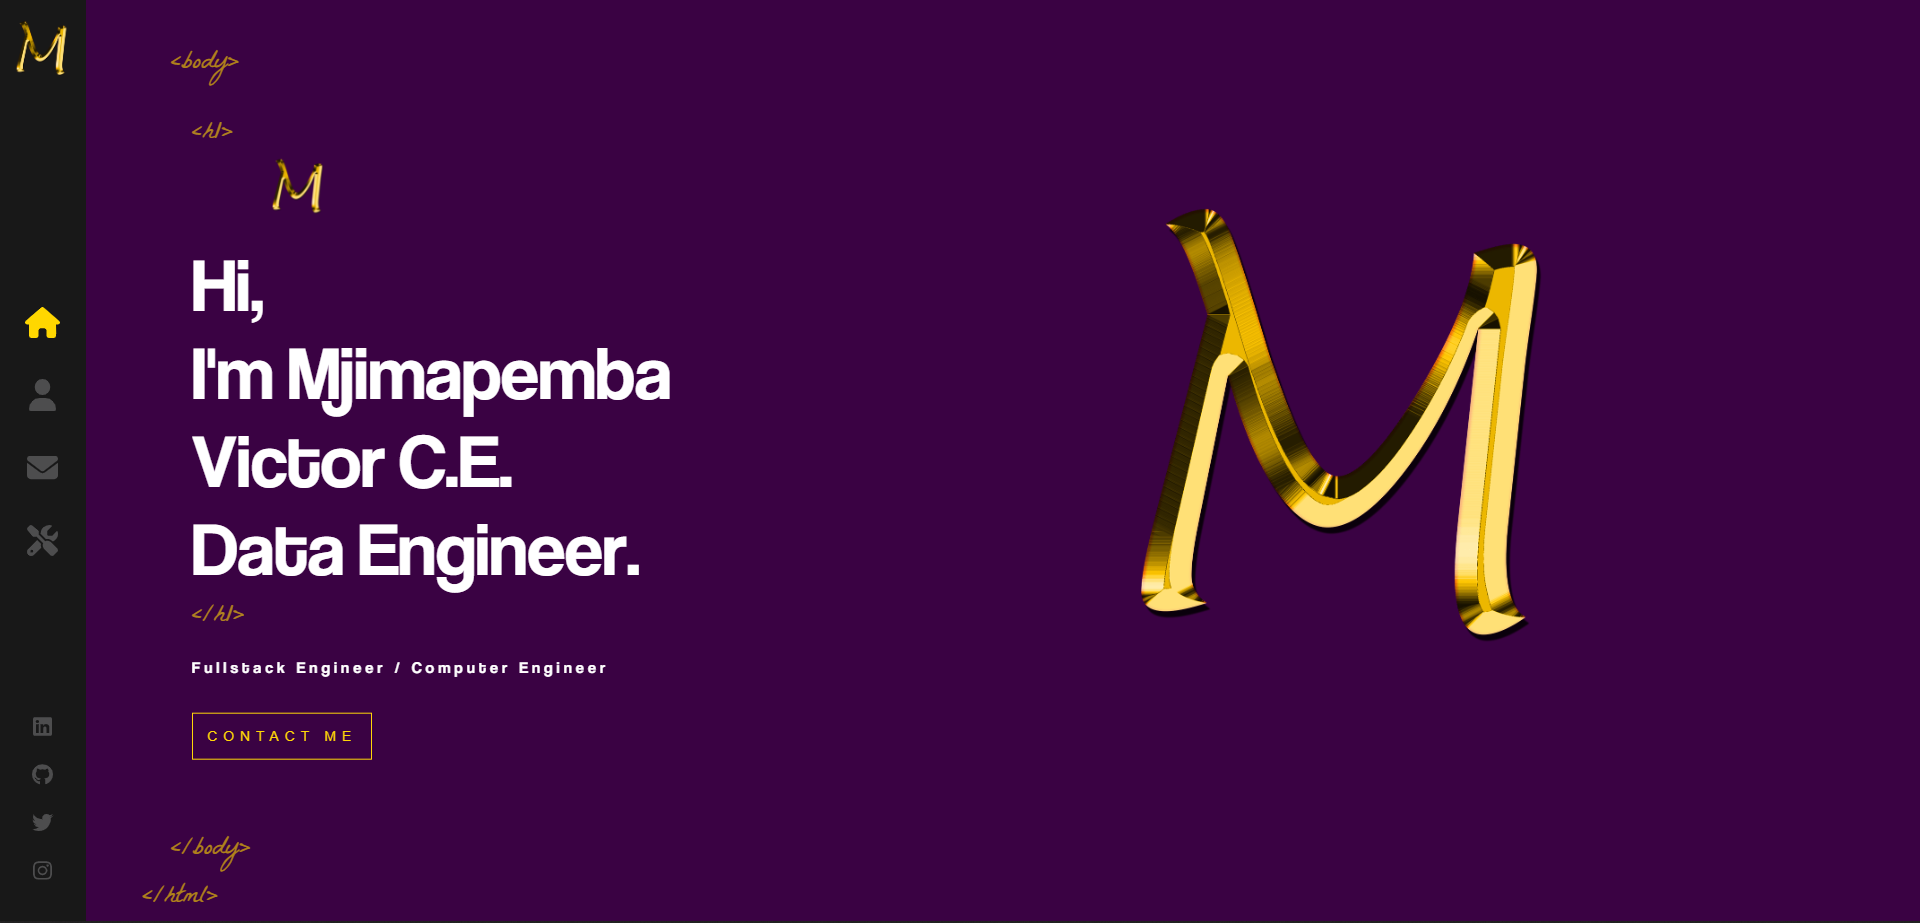 M
<body>
<h1>
M
Hi,
I'm Mjimapemba
Victor C.E.
Data Engineer.
</h1>
Fullstack Engineer / Computer Engineer
CONTACT ME
</body>
</html>
M